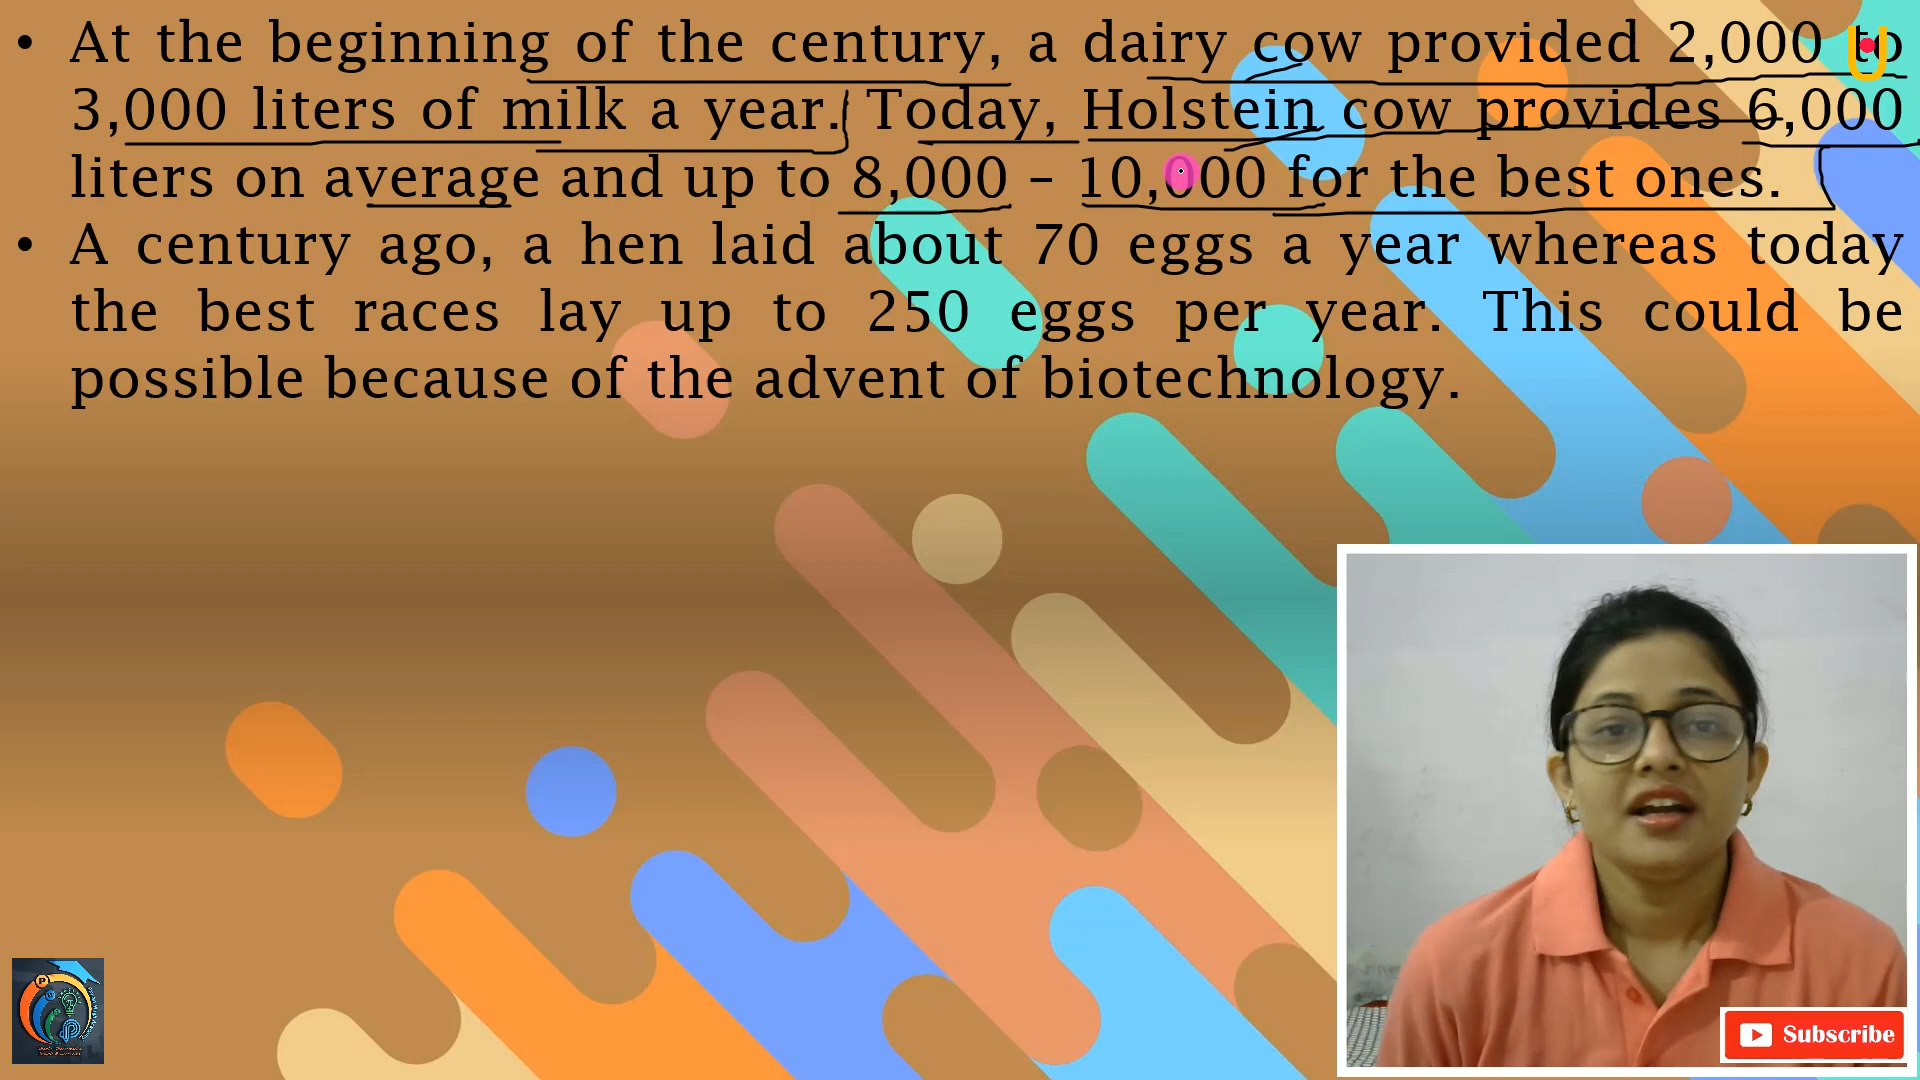 • At the beginning of the century, a dairy cow provided 2,000 to
3,000 liters of milk a year. Today, Holstein cow provides 6,000
liters on average and up to 8,000 – 10,000 for the best ones.
• A century ago, a hen laid about 70 eggs a year whereas today
the best races lay up to 250 eggs per year. This could be
possible because of the advent of biotechnology.
Subscribe